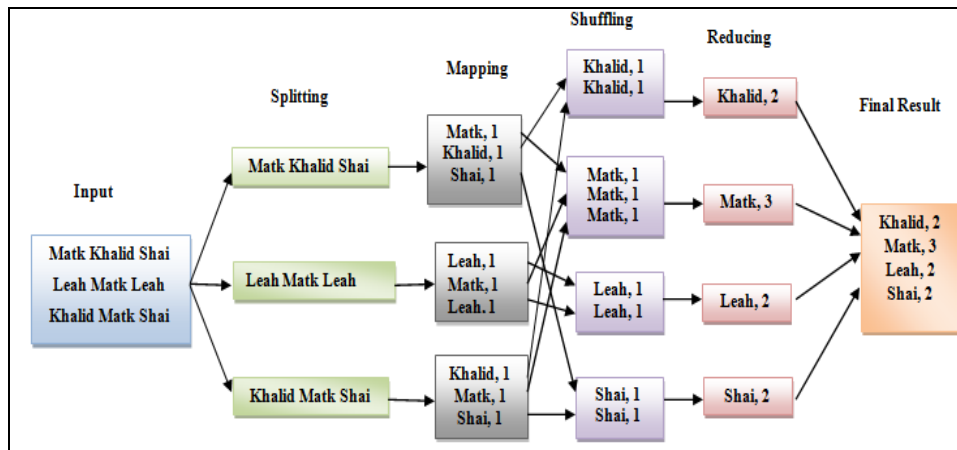 Input
Matk Khalid Shai
Leah Matk Leah
Khalid Matk Shai
Splitting
Matk Khalid Shai
Leah Matk Leah
Khalid Matk Shai
Mapping
Matk, 1
Khalid, 1
Shai, 1
Leah, 1
Matk, 1
Leah. 1
Khalid, 1
Matk, 1
Shai, 1
Shuffling
Khalid, 1
Khalid, 1
Matk, 1
Matk, 1
Matk, 1
Leah, 1
Leah, 1
Shai, 1
Shai, 1
Reducing
Khalid, 2
Matk, 3
Leah, 2
Shai, 2
Final Result
Khalid, 2
Matk, 3
Leah, 2
Shai, 2